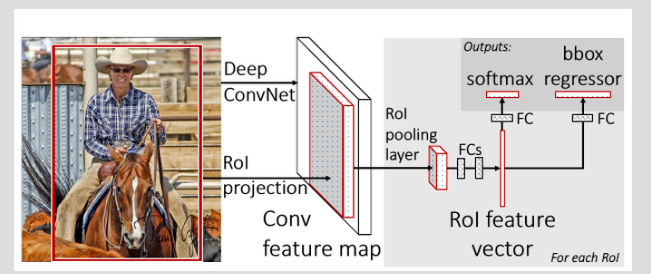 Deep
ConvNet
RoI
projection
Conv
feature map
RoI
pooling
layer
FCs
Outputs:
softmax
bbox
regressor
FC
FC
RoI feature
vector
For each RoI